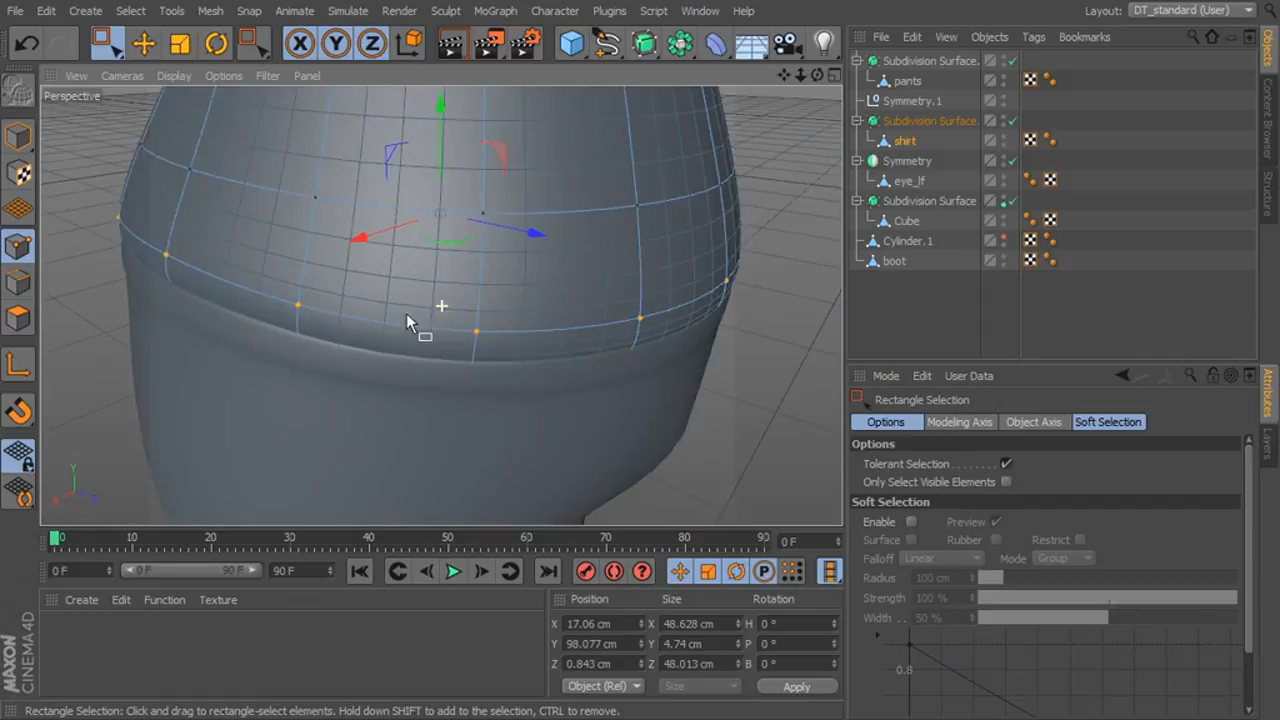 File Edit Create Select Tools Mesh Snap Animate Simulate Render Sculpt MoGraph Character Plugins Script Window Help Layout: DT_standard (User)
X Y Z
View Cameras Display Options Filter Panel
Perspective
Y
X Z
0 10 20 30 40 50 60 70 80 90 0 F
0 F 0 F 90 F 90 F P
Create Edit Function Texture
Position Size Rotation
X 17.06 cm X 48.628 cm H 0 °
Y 98.077 cm Y 4.74 cm P 0 °
Z 0.843 cm Z 48.013 cm B 0 °
Object (Rel) Size Apply
MAXON
CINEMA4D
Rectangle Selection: Click and drag to rectangle-select elements. Hold down SHIFT to add to the selection, CTRL to remove.
File Edit View Objects Tags Bookmarks
Subdivision Surface.
pants
Symmetry.1
Subdivision Surface.
shirt
Symmetry
eye_lf
Subdivision Surface
Cube
Cylinder.1
boot
Objects
Content Browser
Structure
Mode Edit User Data
Rectangle Selection
Options Modeling Axis Object Axis Soft Selection
Options
Tolerant Selection
Only Select Visible Elements
Soft Selection
Enable Preview
Surface Rubber Restrict
Falloff Linear Mode Group
Radius 100 cm
Strength 100 %
Width 50 %
0.8
Attributes
Layers